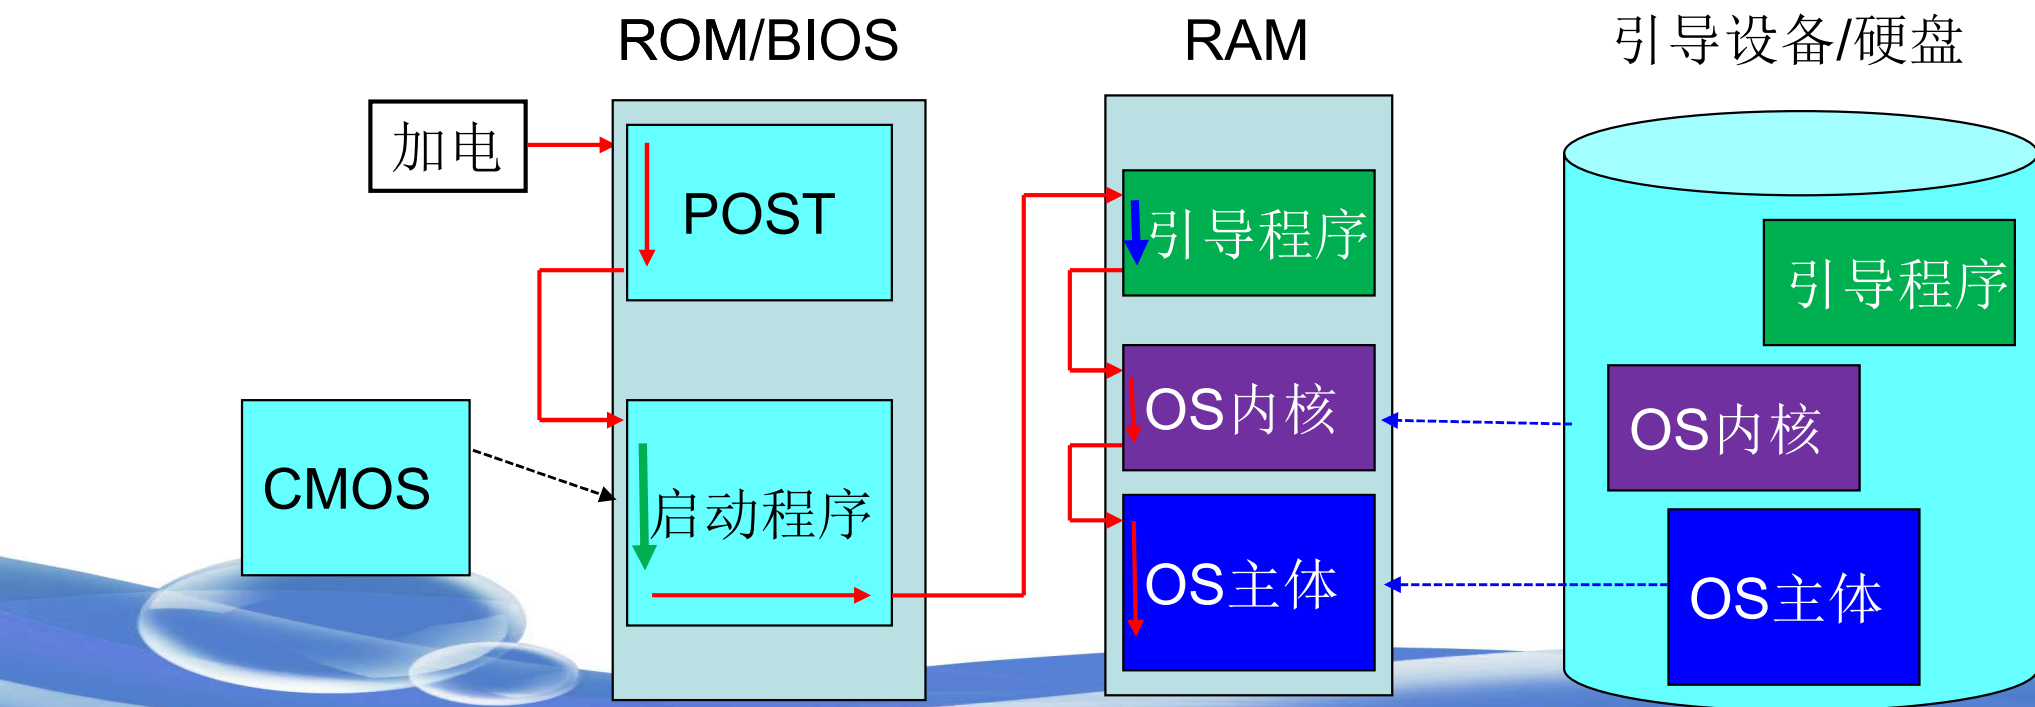 ROM/BIOS
RAM
引导设备/硬盘
加电
POST
引导程序
引导程序
OS内核
OS内核
CMOS
启动程序
OS主体
OS主体